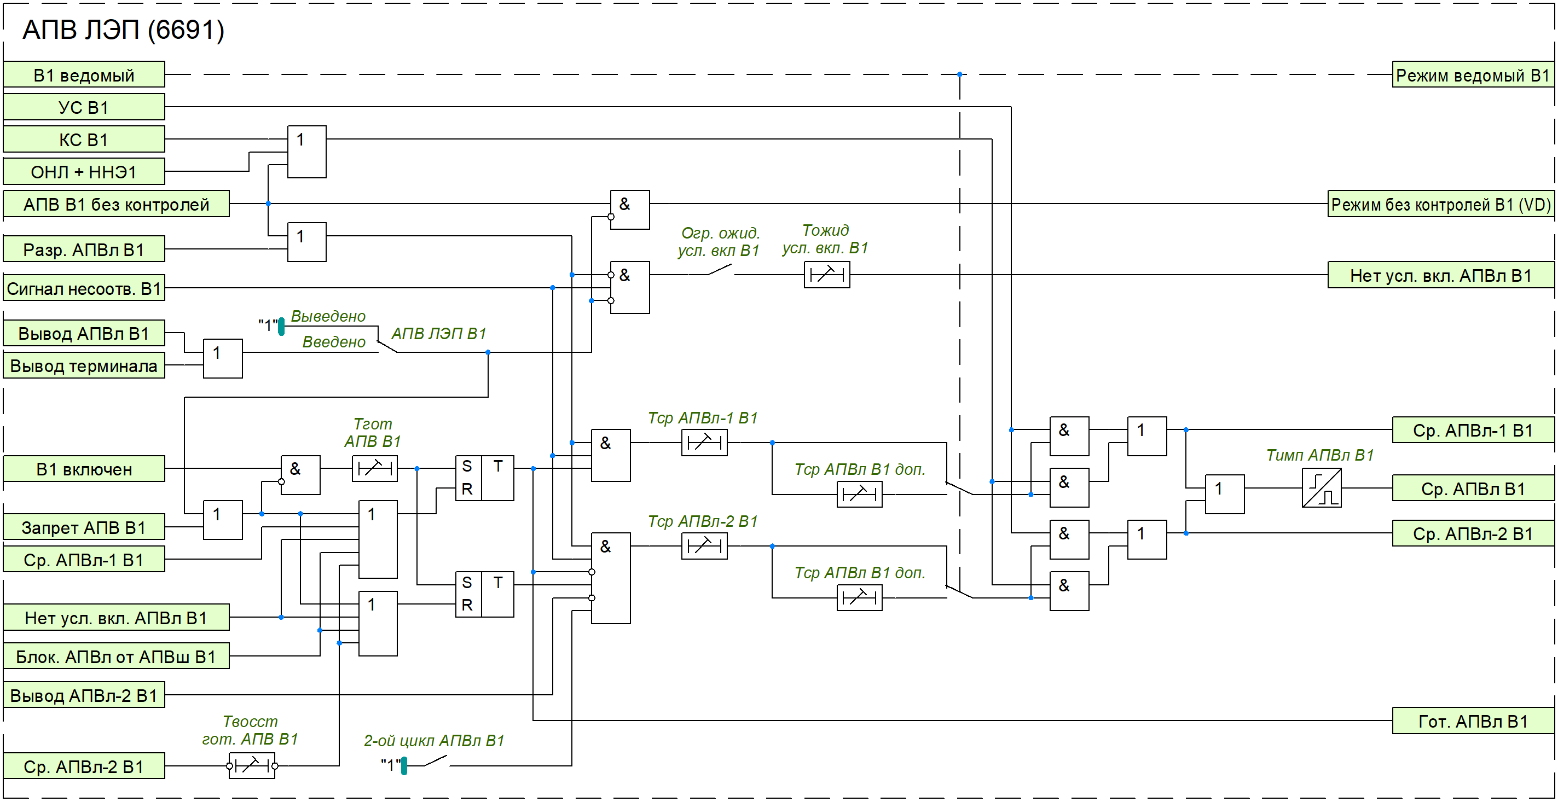 АПВ ЛЭП (6691)
В1 ведомый
Режим ведомый В1
УС В1
КС В1
1
ОНЛ + ННЭ1
АПВ В1 без контролей
&
Режим без контролей В1 (VD)
1
Разр. АПВл В1
Огр. ожид.
усл. вкл В1
Тожид
усл. вкл. В1
&
Нет усл. вкл. АПВл В1
Сигнал несоотв. В1
"1"
Выведено
Введено
АПВ ЛЭП В1
Вывод АПВл В1
1
Вывод терминала
Тгот
АПВ В1
Тср АПВл-1 В1
&
&
1
Ср. АПВл-1 В1
В1 включен
&
S T
R
Тср АПВл В1 доп.
&
Тимп АПВл В1
1
Ср. АПВл В1
Запрет АПВ В1
1
1
Тср АПВл-2 В1
&
&
1
Ср. АПВл-2 В1
Ср. АПВл-1 В1
S T
R
Тср АПВл В1 доп.
&
Нет усл. вкл. АПВл В1
1
Блок. АПВл от АПВш В1
Вывод АПВл-2 В1
Гот. АПВл В1
Твосст
гот. АПВ В1
2-ой цикл АПВл В1
Ср. АПВл-2 В1
"1"